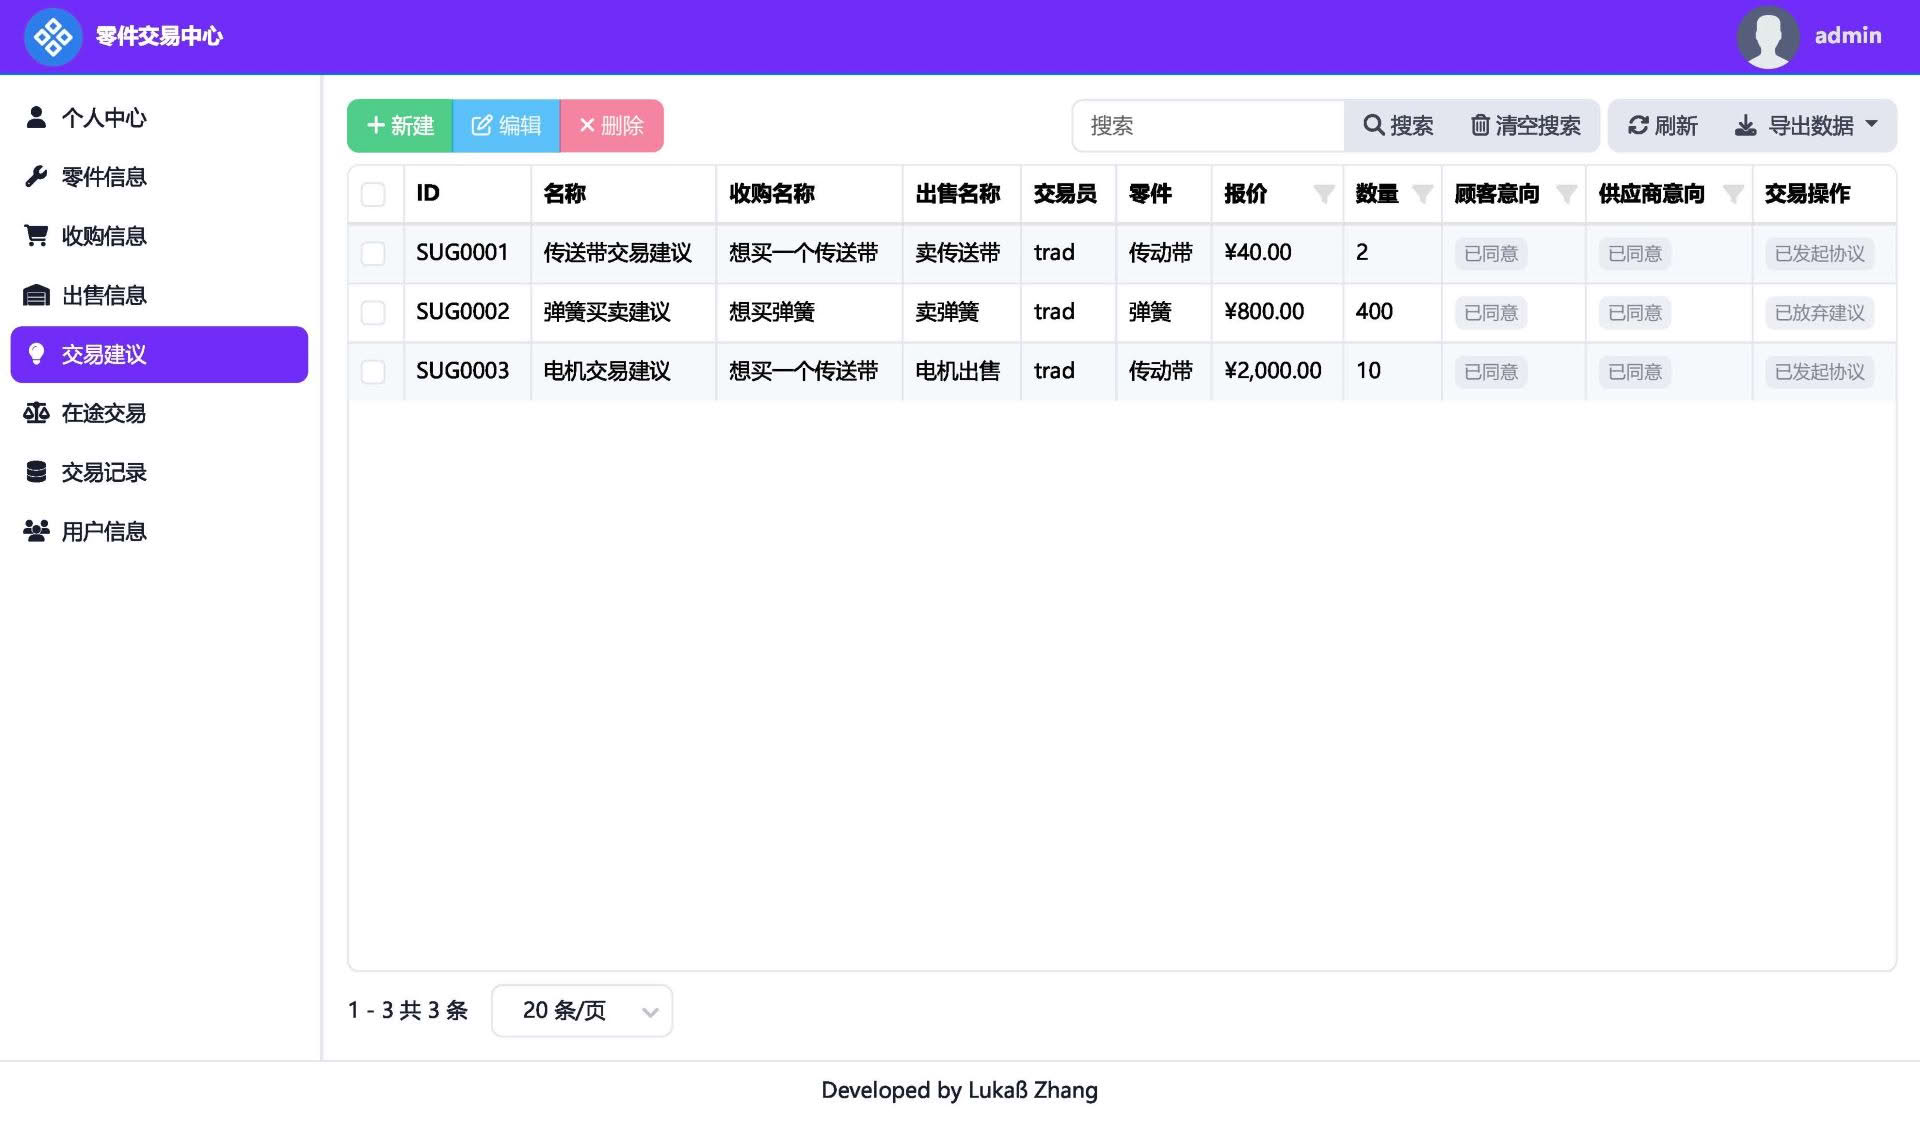 零件交易中心
admin
个人中心
零件信息
收购信息
出售信息
交易建议
在途交易
交易记录
用户信息
新建 编辑 删除
搜索 搜索 清空搜索 刷新 导出数据
ID 名称 收购名称 出售名称 交易员 零件 报价 数量 顾客意向 供应商意向 交易操作
SUG0001 传送带交易建议 想买一个传送带 卖传送带 trad 传动带 ¥40.00 2 已同意 已同意 已发起协议
SUG0002 弹簧买卖建议 想买弹簧 卖弹簧 trad 弹簧 ¥800.00 400 已同意 已同意 已放弃建议
SUG0003 电机交易建议 想买一个传送带 电机出售 trad 传动带 ¥2,000.00 10 已同意 已同意 已发起协议
1 - 3 共 3 条 20 条/页
Developed by Lukaß Zhang